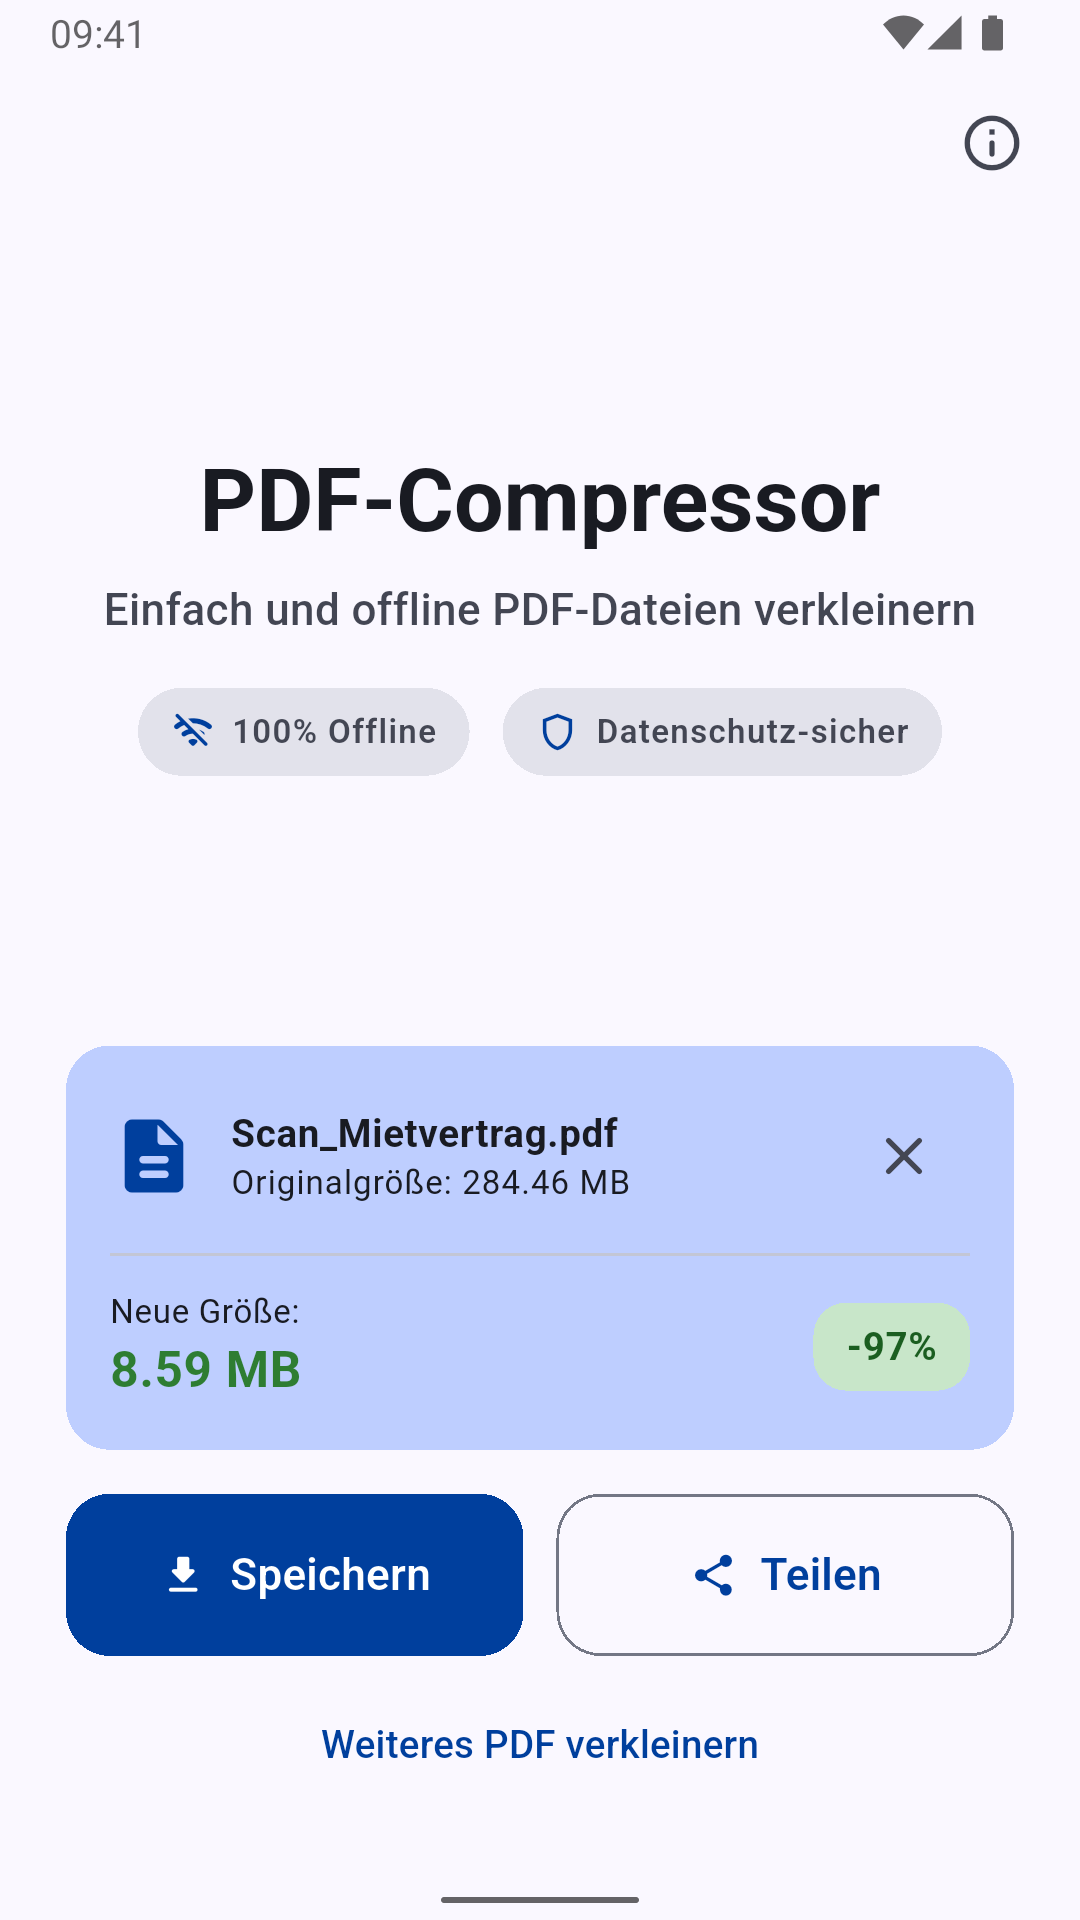 09:41
PDF-Compressor
Einfach und offline PDF-Dateien verkleinern
100% Offline
Datenschutz-sicher
Scan_Mietvertrag.pdf
Originalgröße: 284.46 MB
Neue Größe:
8.59 MB
-97%
Speichern
Teilen
Weiteres PDF verkleinern